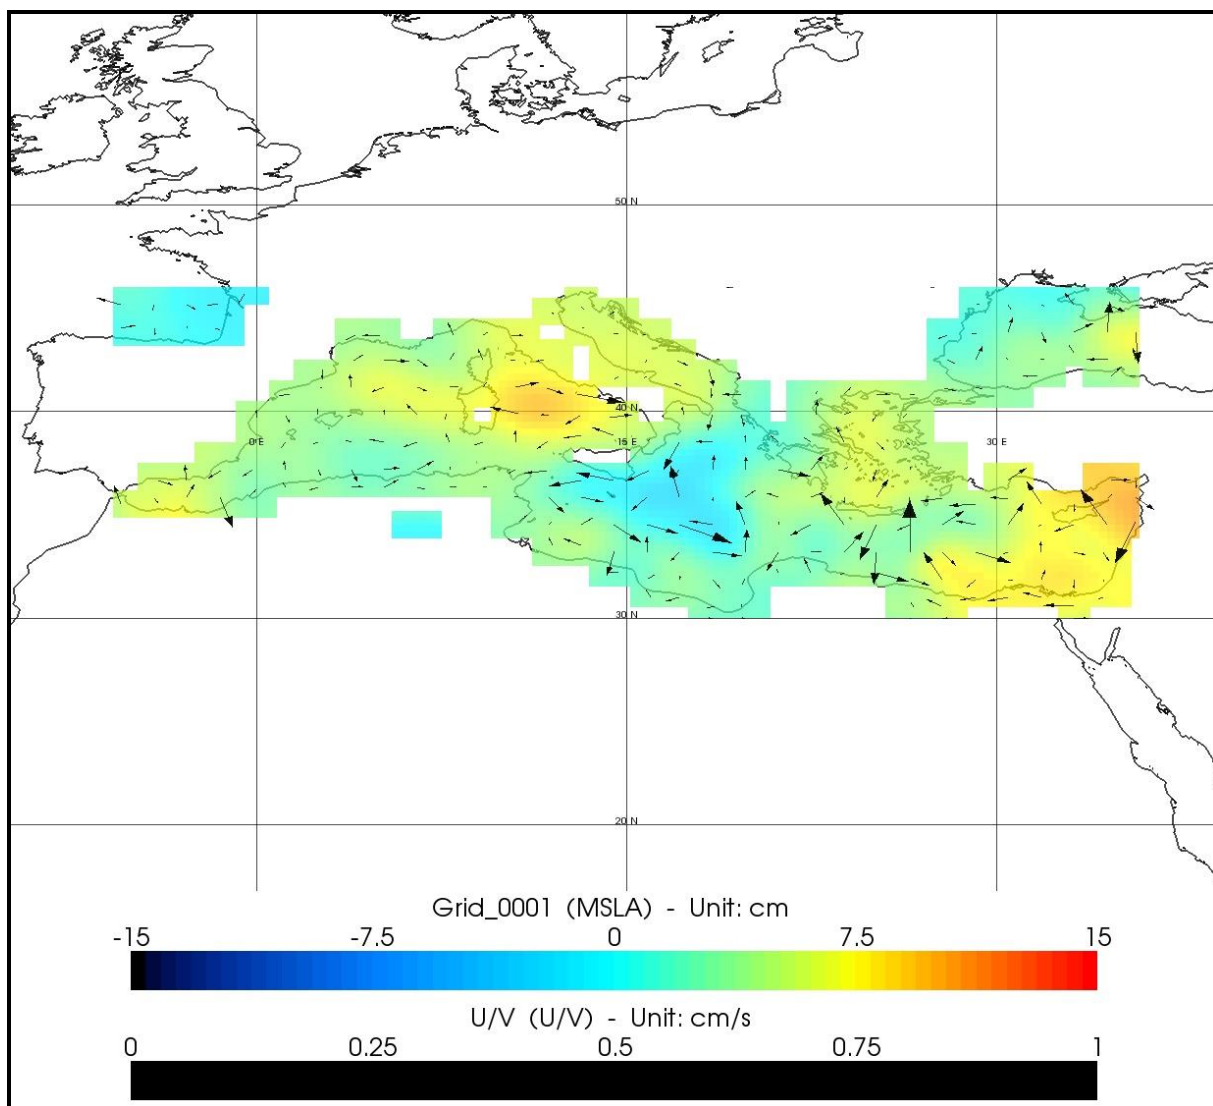 50 N
40 N
0 E
15 E
30 E
30 N
20 N
Grid_0001 (MSLA) - Unit: cm
-15 -7.5 0 7.5 15
U/V (U/V) - Unit: cm/s
0 0.25 0.5 0.75 1